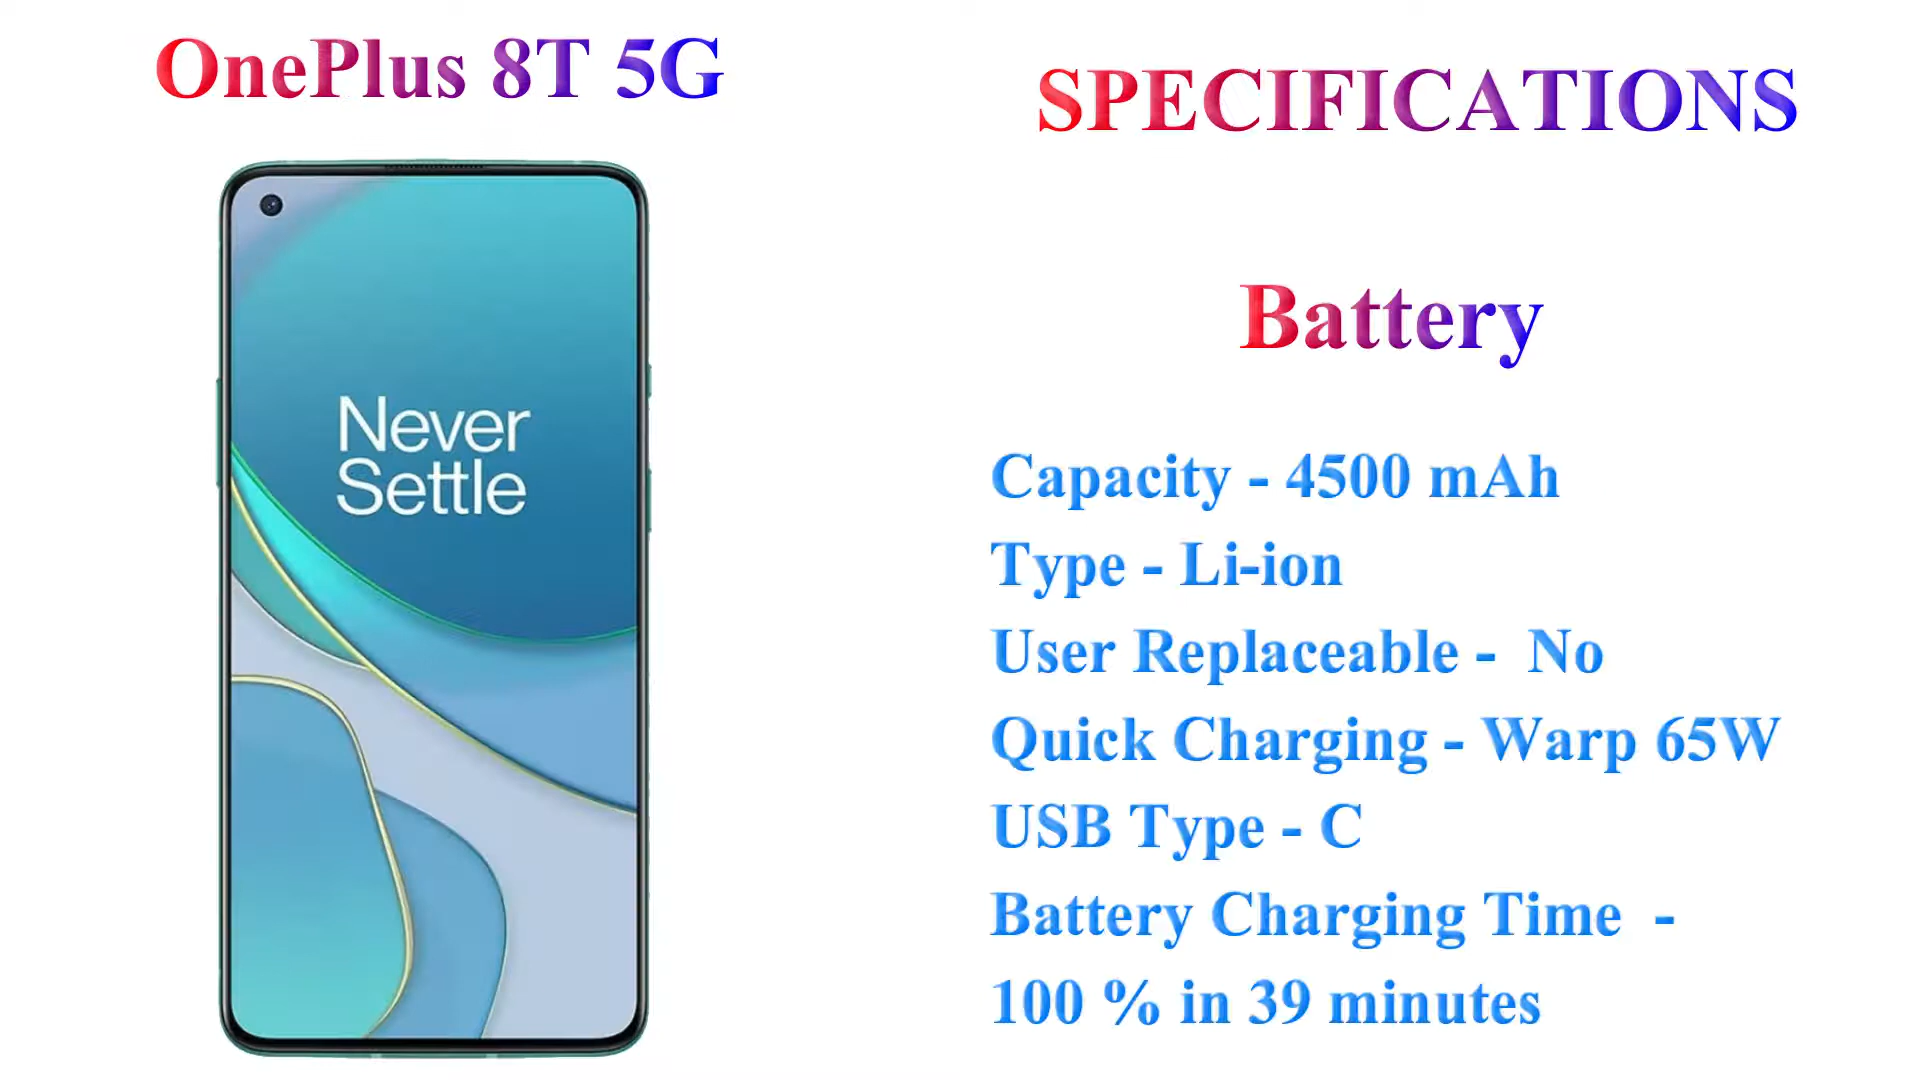 OnePlus 8T 5G
Never
Settle
SPECIFICATIONS
Battery
Capacity - 4500 mAh
Type - Li-ion
User Replaceable -  No
Quick Charging - Warp 65W
USB Type - C
Battery Charging Time  -
100 % in 39 minutes